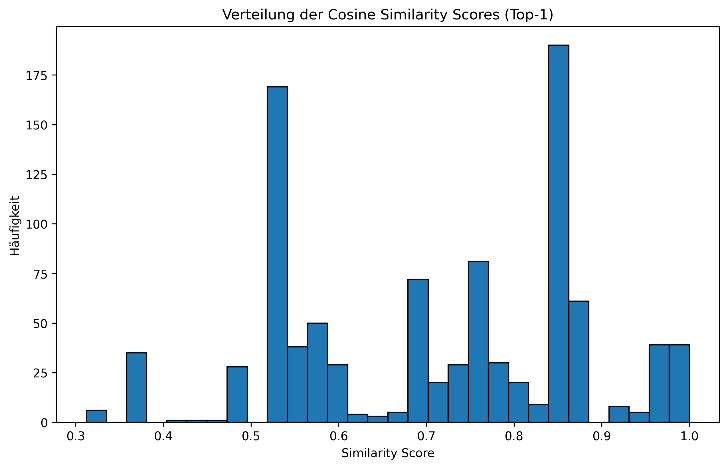 Verteilung der Cosine Similarity Scores (Top-1)
Häufigkeit
175
150
125
100
75
50
25
0
0.3 0.4 0.5 0.6 0.7 0.8 0.9 1.0
Similarity Score